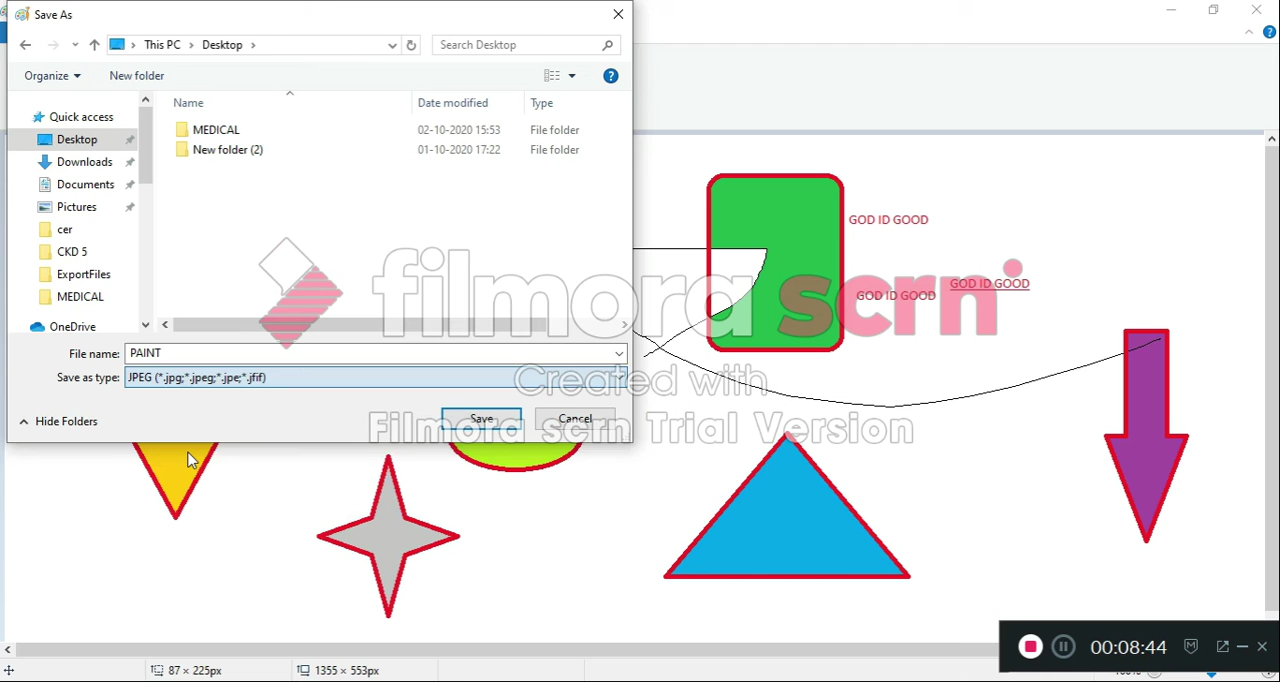 Save As
This PC > Desktop >
Search Desktop
Organize
New folder
Name
Date modified
Type
Quick access
Desktop
Downloads
Documents
Pictures
cer
CKD 5
ExportFiles
MEDICAL
OneDrive
MEDICAL 02-10-2020 15:53 File folder
New folder (2) 01-10-2020 17:22 File folder
File name: PAINT
Save as type: JPEG (*.jpg;*.jpeg;*.jpe;*.jfif)
Hide Folders
Save
Cancel
GOD ID GOOD
GOD ID GOOD
GOD ID GOOD
filmora scrn
Created with
Filmora scrn Trial Version
87 × 225px
1355 × 553px
00:08:44